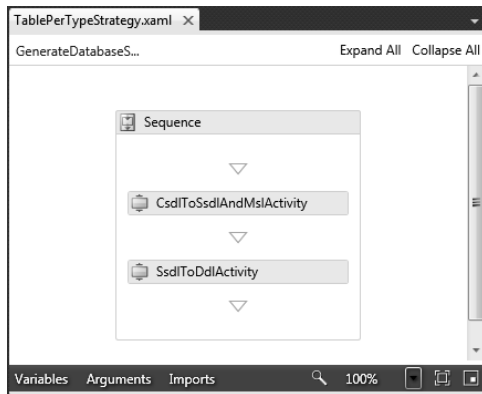 TablePerTypeStrategy.xaml
GenerateDatabaseS... Expand All Collapse All
Sequence
CsdlToSsdlAndMslActivity
SsdlToDdlActivity
Variables Arguments Imports 100%